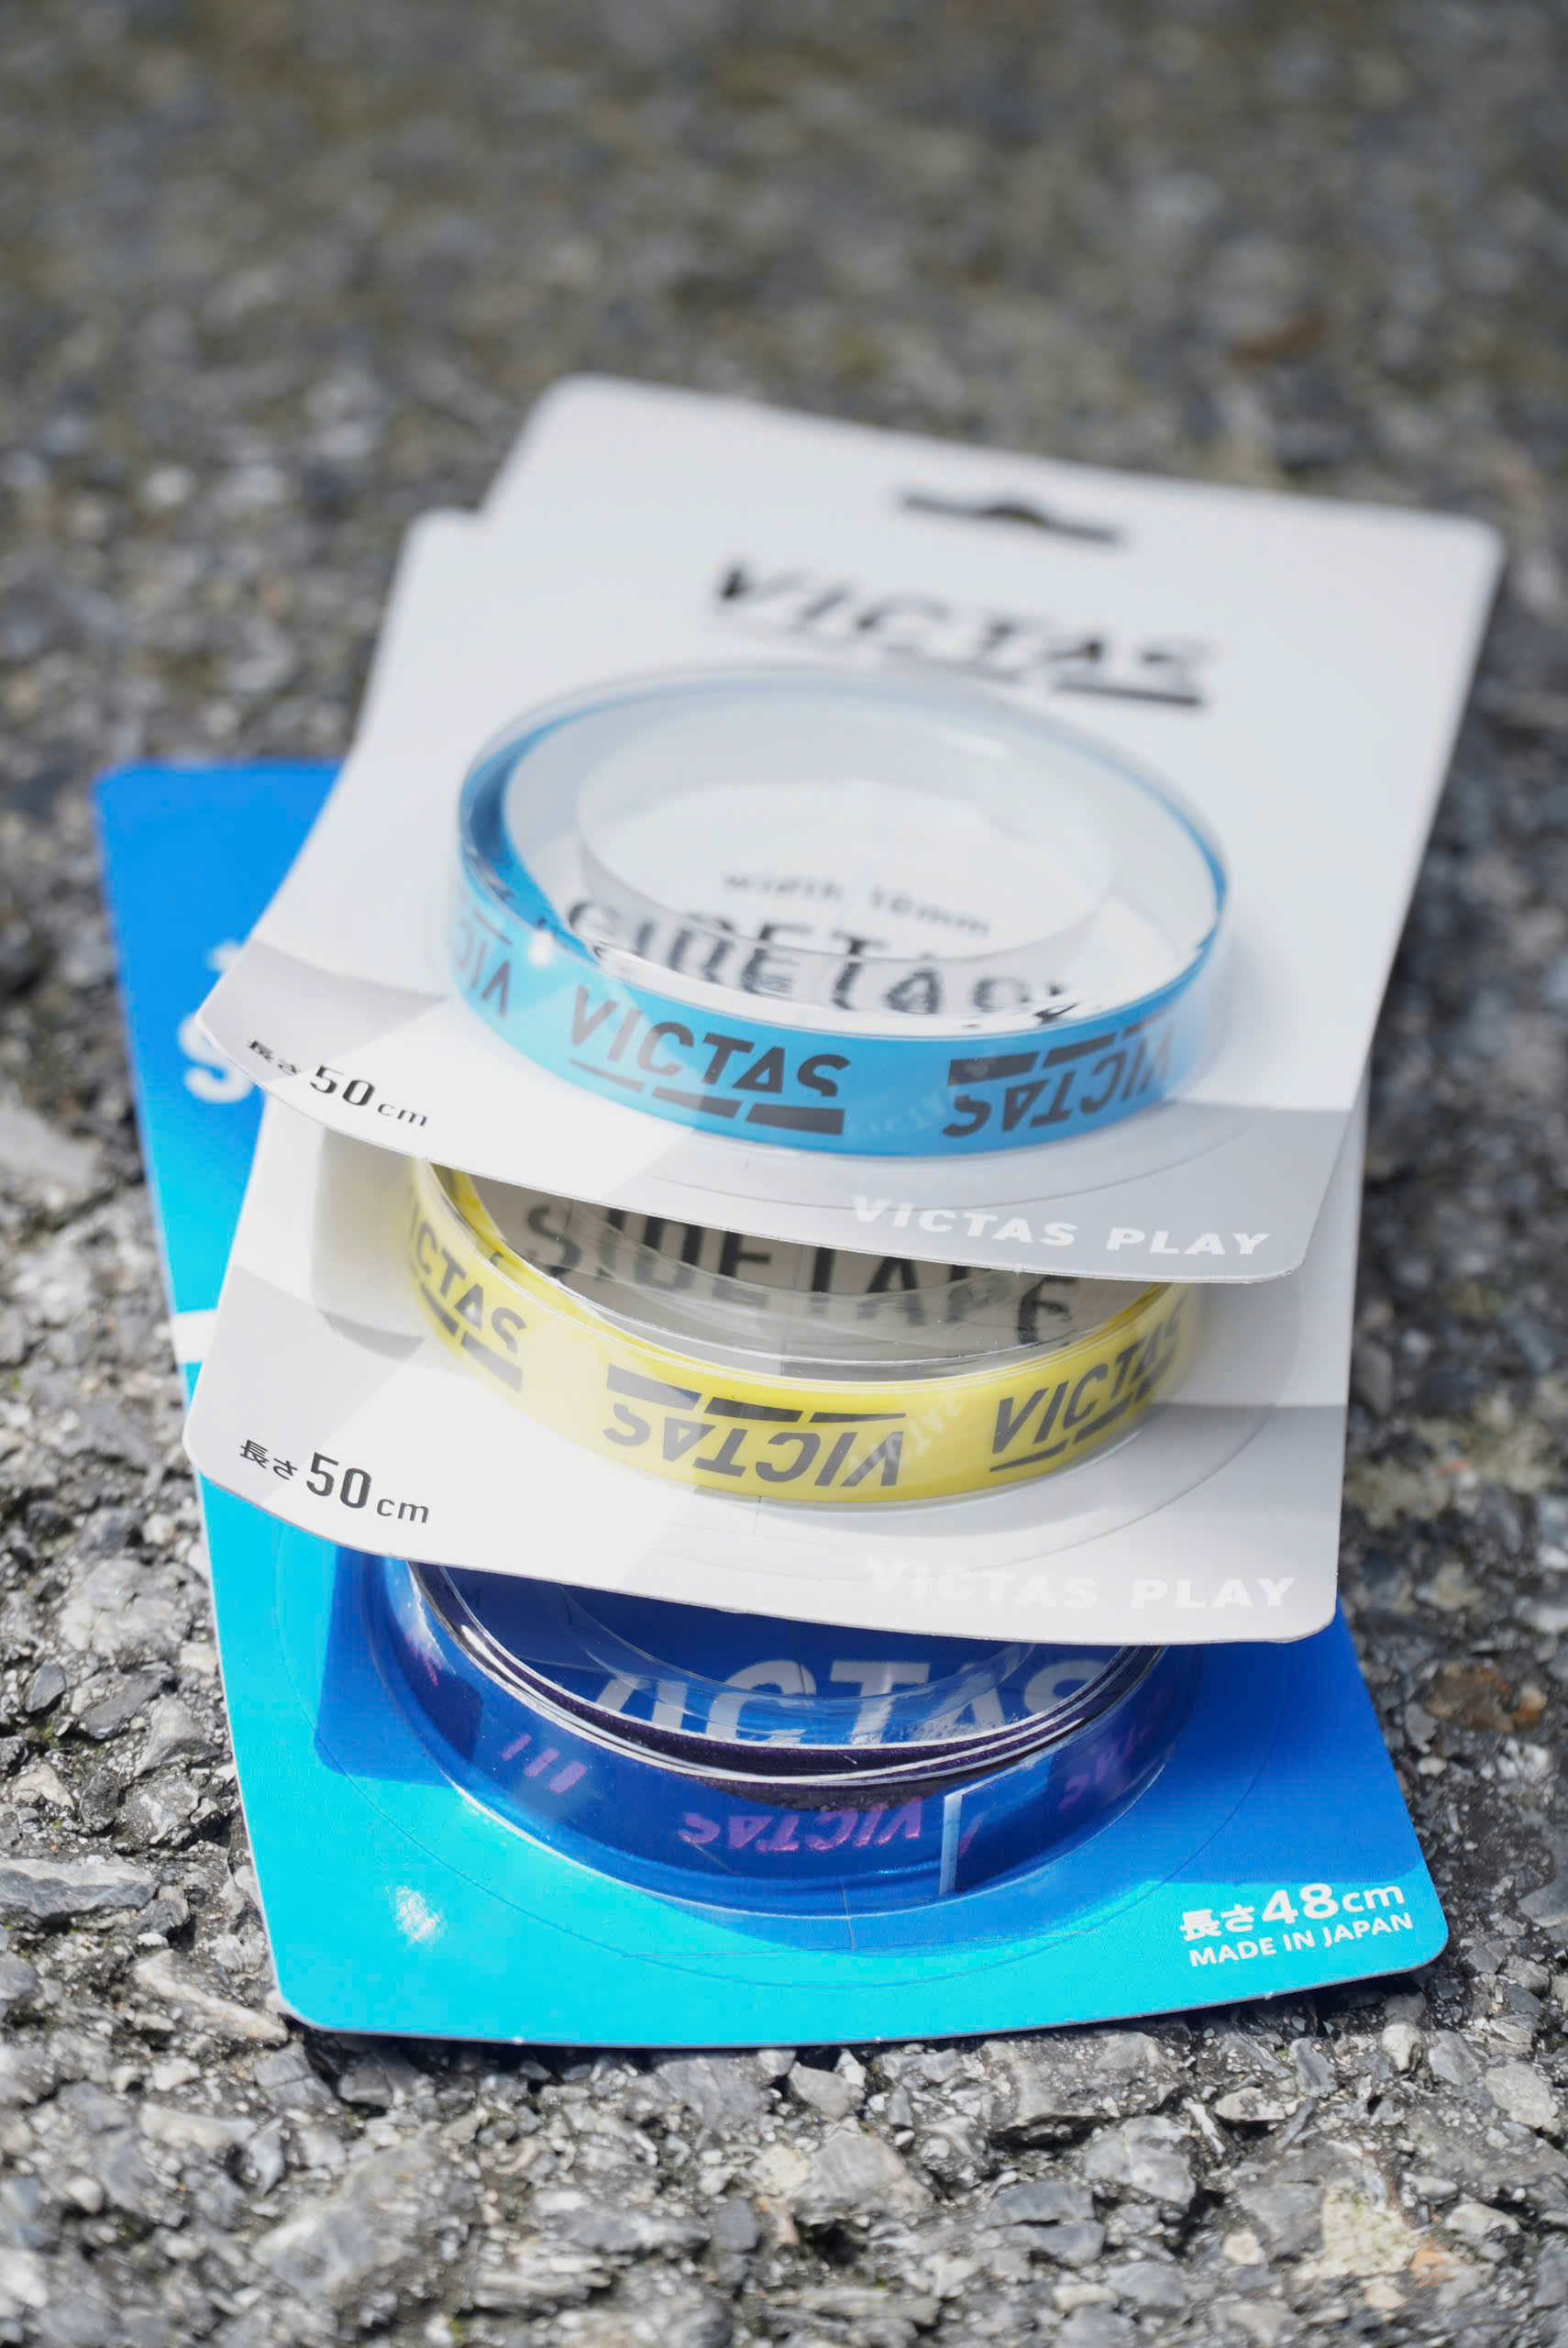 VICTAS
width 10mm
SIDETAPE
VICTAS VICTAS
長さ50cm
VICTAS PLAY
SIDETAPE
VICTAS VICTAS VICTAS
長さ50cm
VICTAS PLAY
VICTAS
VICTAS
長さ48cm
MADE IN JAPAN